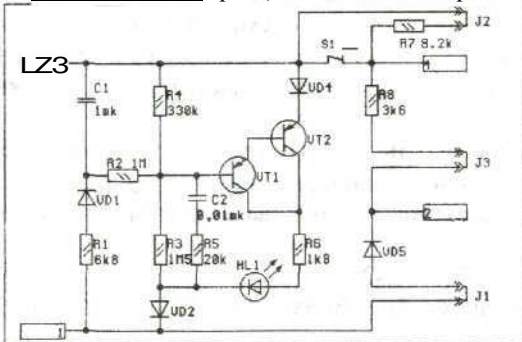 J2
S1
R7 8.2k
LZ3
4
C1
1mk
R4
330k
VD4
R8
3k6
VT2
R2 1M
J3
VT1
C2
0,01mk
VD1
2
R1
6k8
R3
1M5
R5
20k
HL1
R6
1k8
VD5
VD2
J1
1